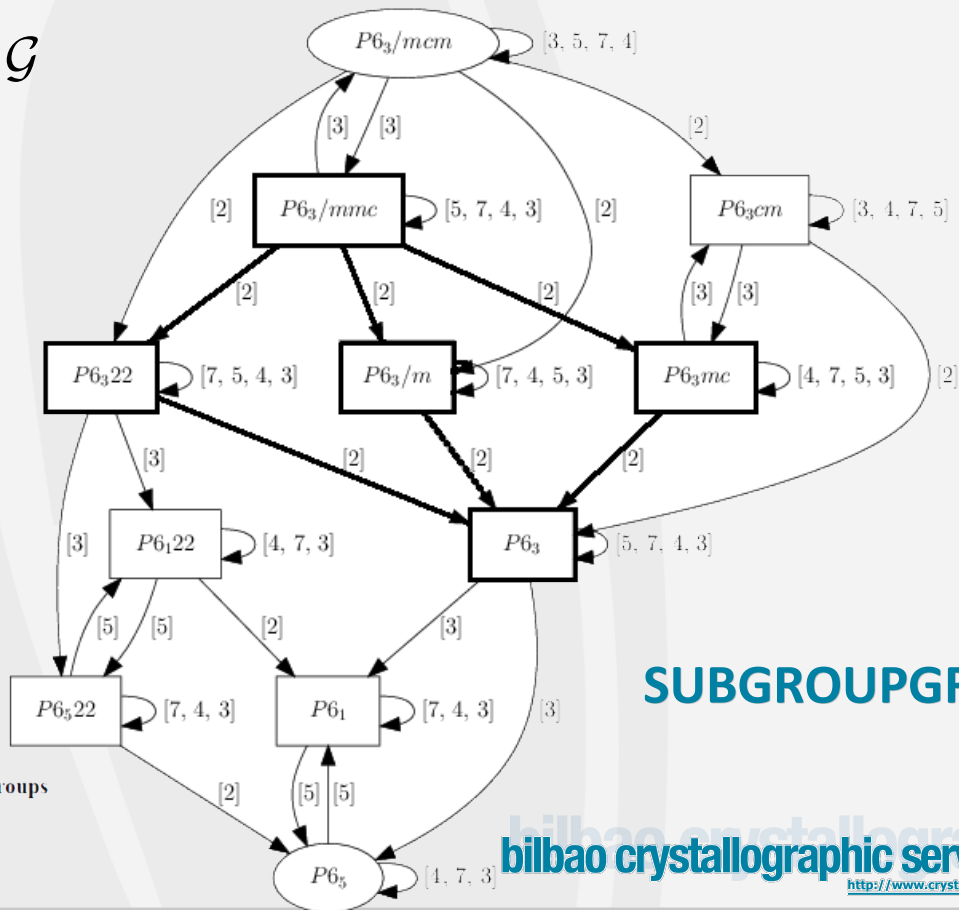 𝒢
P6₃/mcm [3, 5, 7, 4]
[3] [3] [2]
[2] P6₃/mmc [5, 7, 4, 3] [2] P6₃cm [3, 4, 7, 5]
[2] [2] [2] [3] [3]
P6₃22 [7, 5, 4, 3] P6₃/m [7, 4, 5, 3] P6₃mc [4, 7, 5, 3] [2]
[3] [2] [2] [2]
[3] P6₁22 [4, 7, 3] P6₃ [5, 7, 4, 3]
[5] [5] [2] [3]
P6₅22 [7, 4, 3] P6₁ [7, 4, 3] [3]
SUBGROUPGR
roups
[2] [5] [5]
P6₅ [4, 7, 3]
bilbao crystallographic ser
http://www.cryst